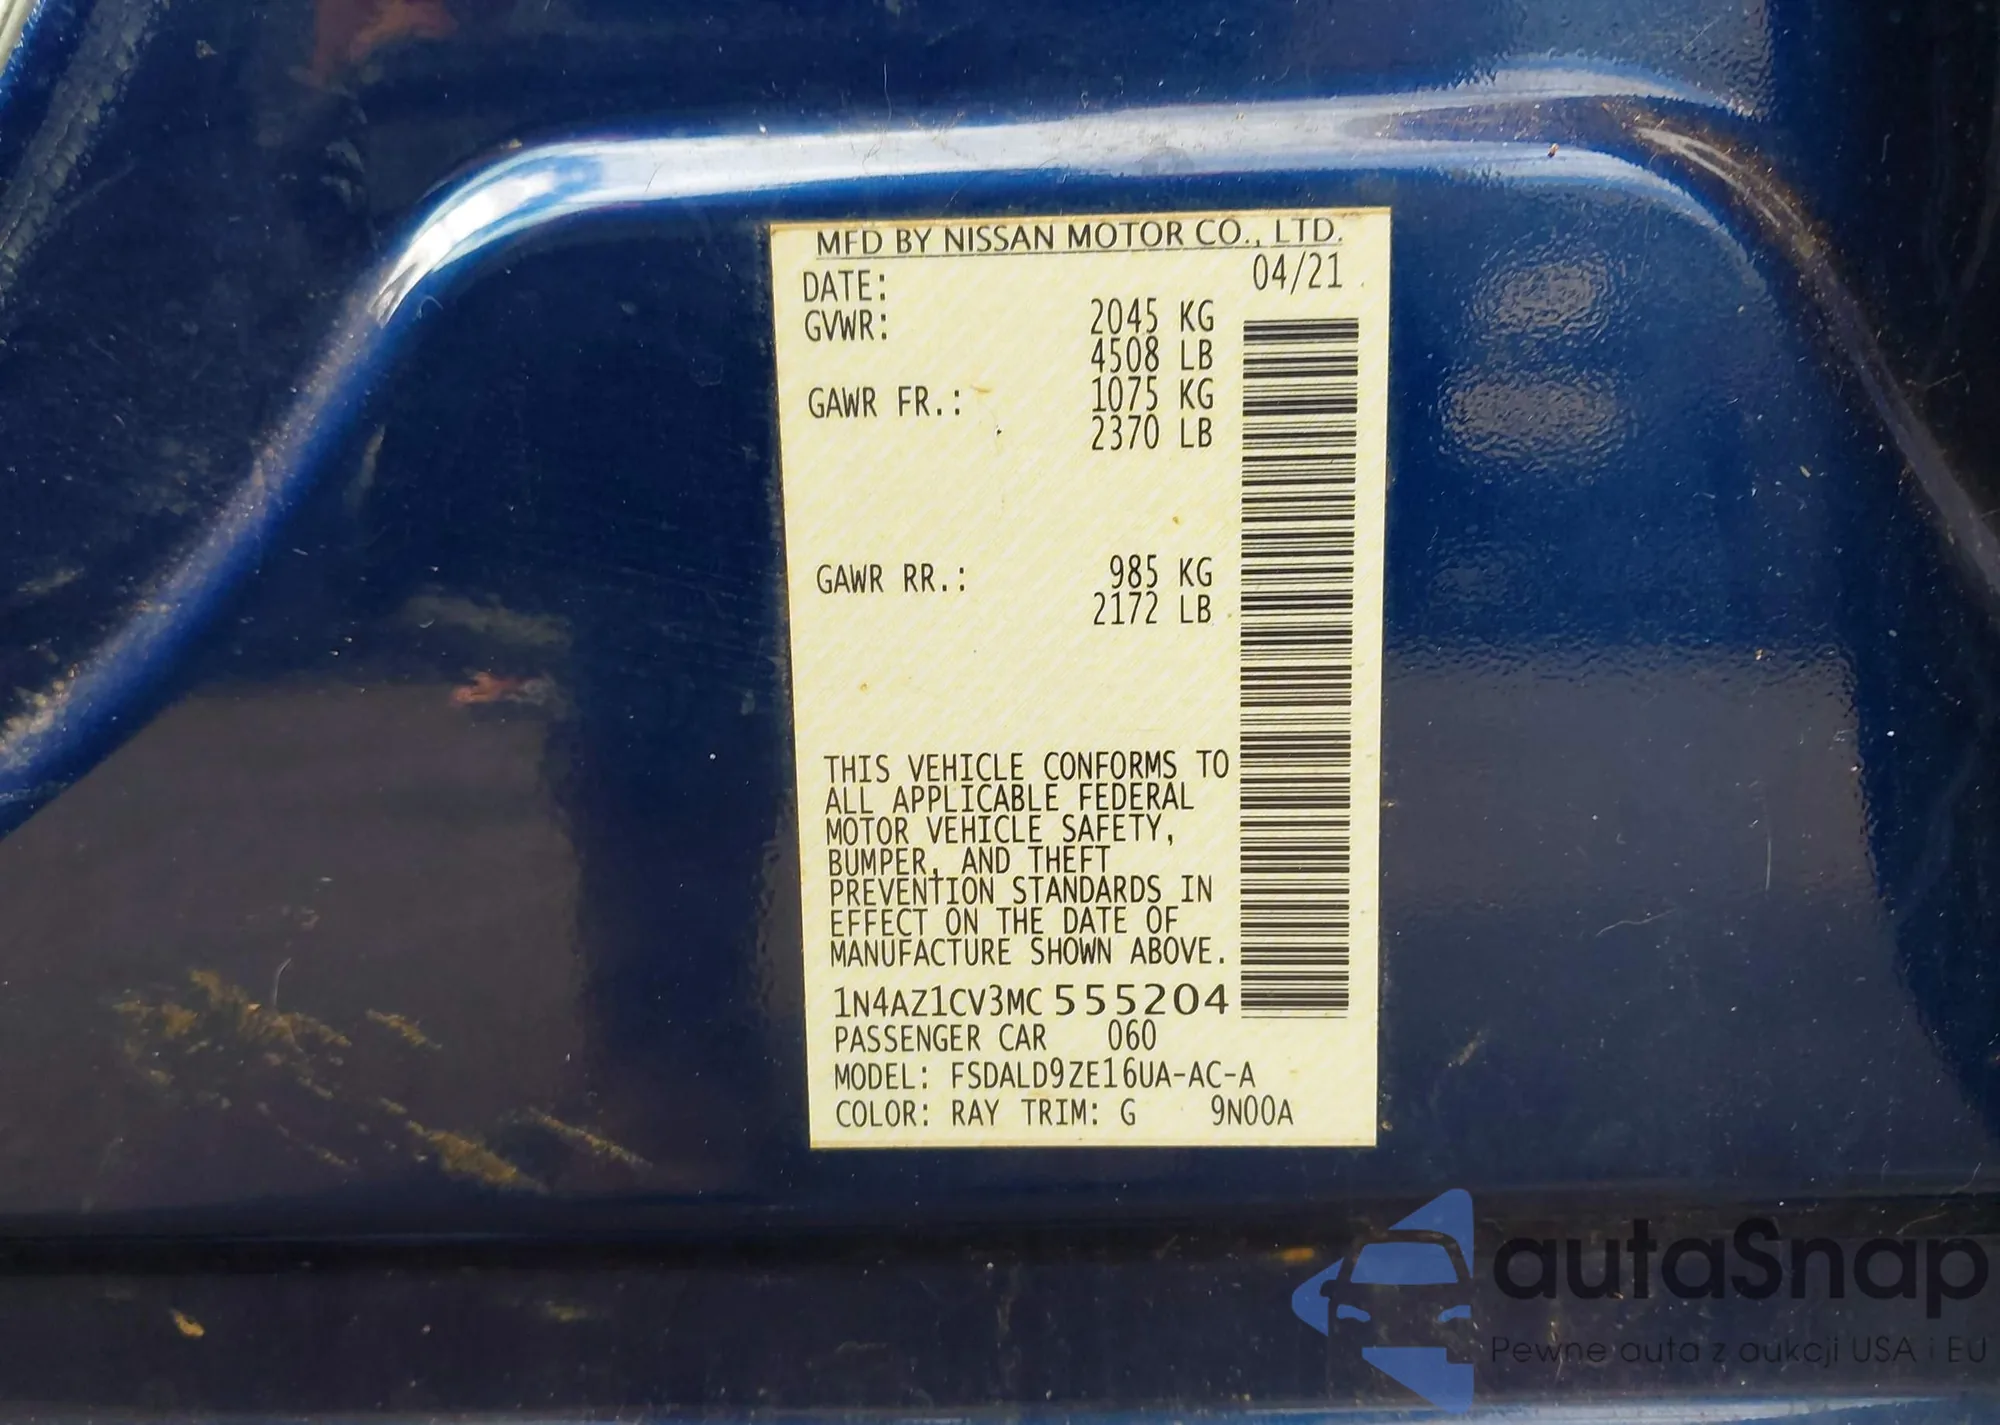 MFD BY NISSAN MOTOR CO., LTD.
DATE: 04/21
GVWR: 2045 KG
4508 LB
GAWR FR.: 1075 KG
2370 LB
GAWR RR.: 985 KG
2172 LB
THIS VEHICLE CONFORMS TO
ALL APPLICABLE FEDERAL
MOTOR VEHICLE SAFETY,
BUMPER, AND THEFT
PREVENTION STANDARDS IN
EFFECT ON THE DATE OF
MANUFACTURE SHOWN ABOVE.
1N4AZ1CV3MC555204
PASSENGER CAR 060
MODEL: FSDALD9ZE16UA-AC-A
COLOR: RAY TRIM: G 9N00A
autoSnap
Pewne auta z aukcji USA i EU